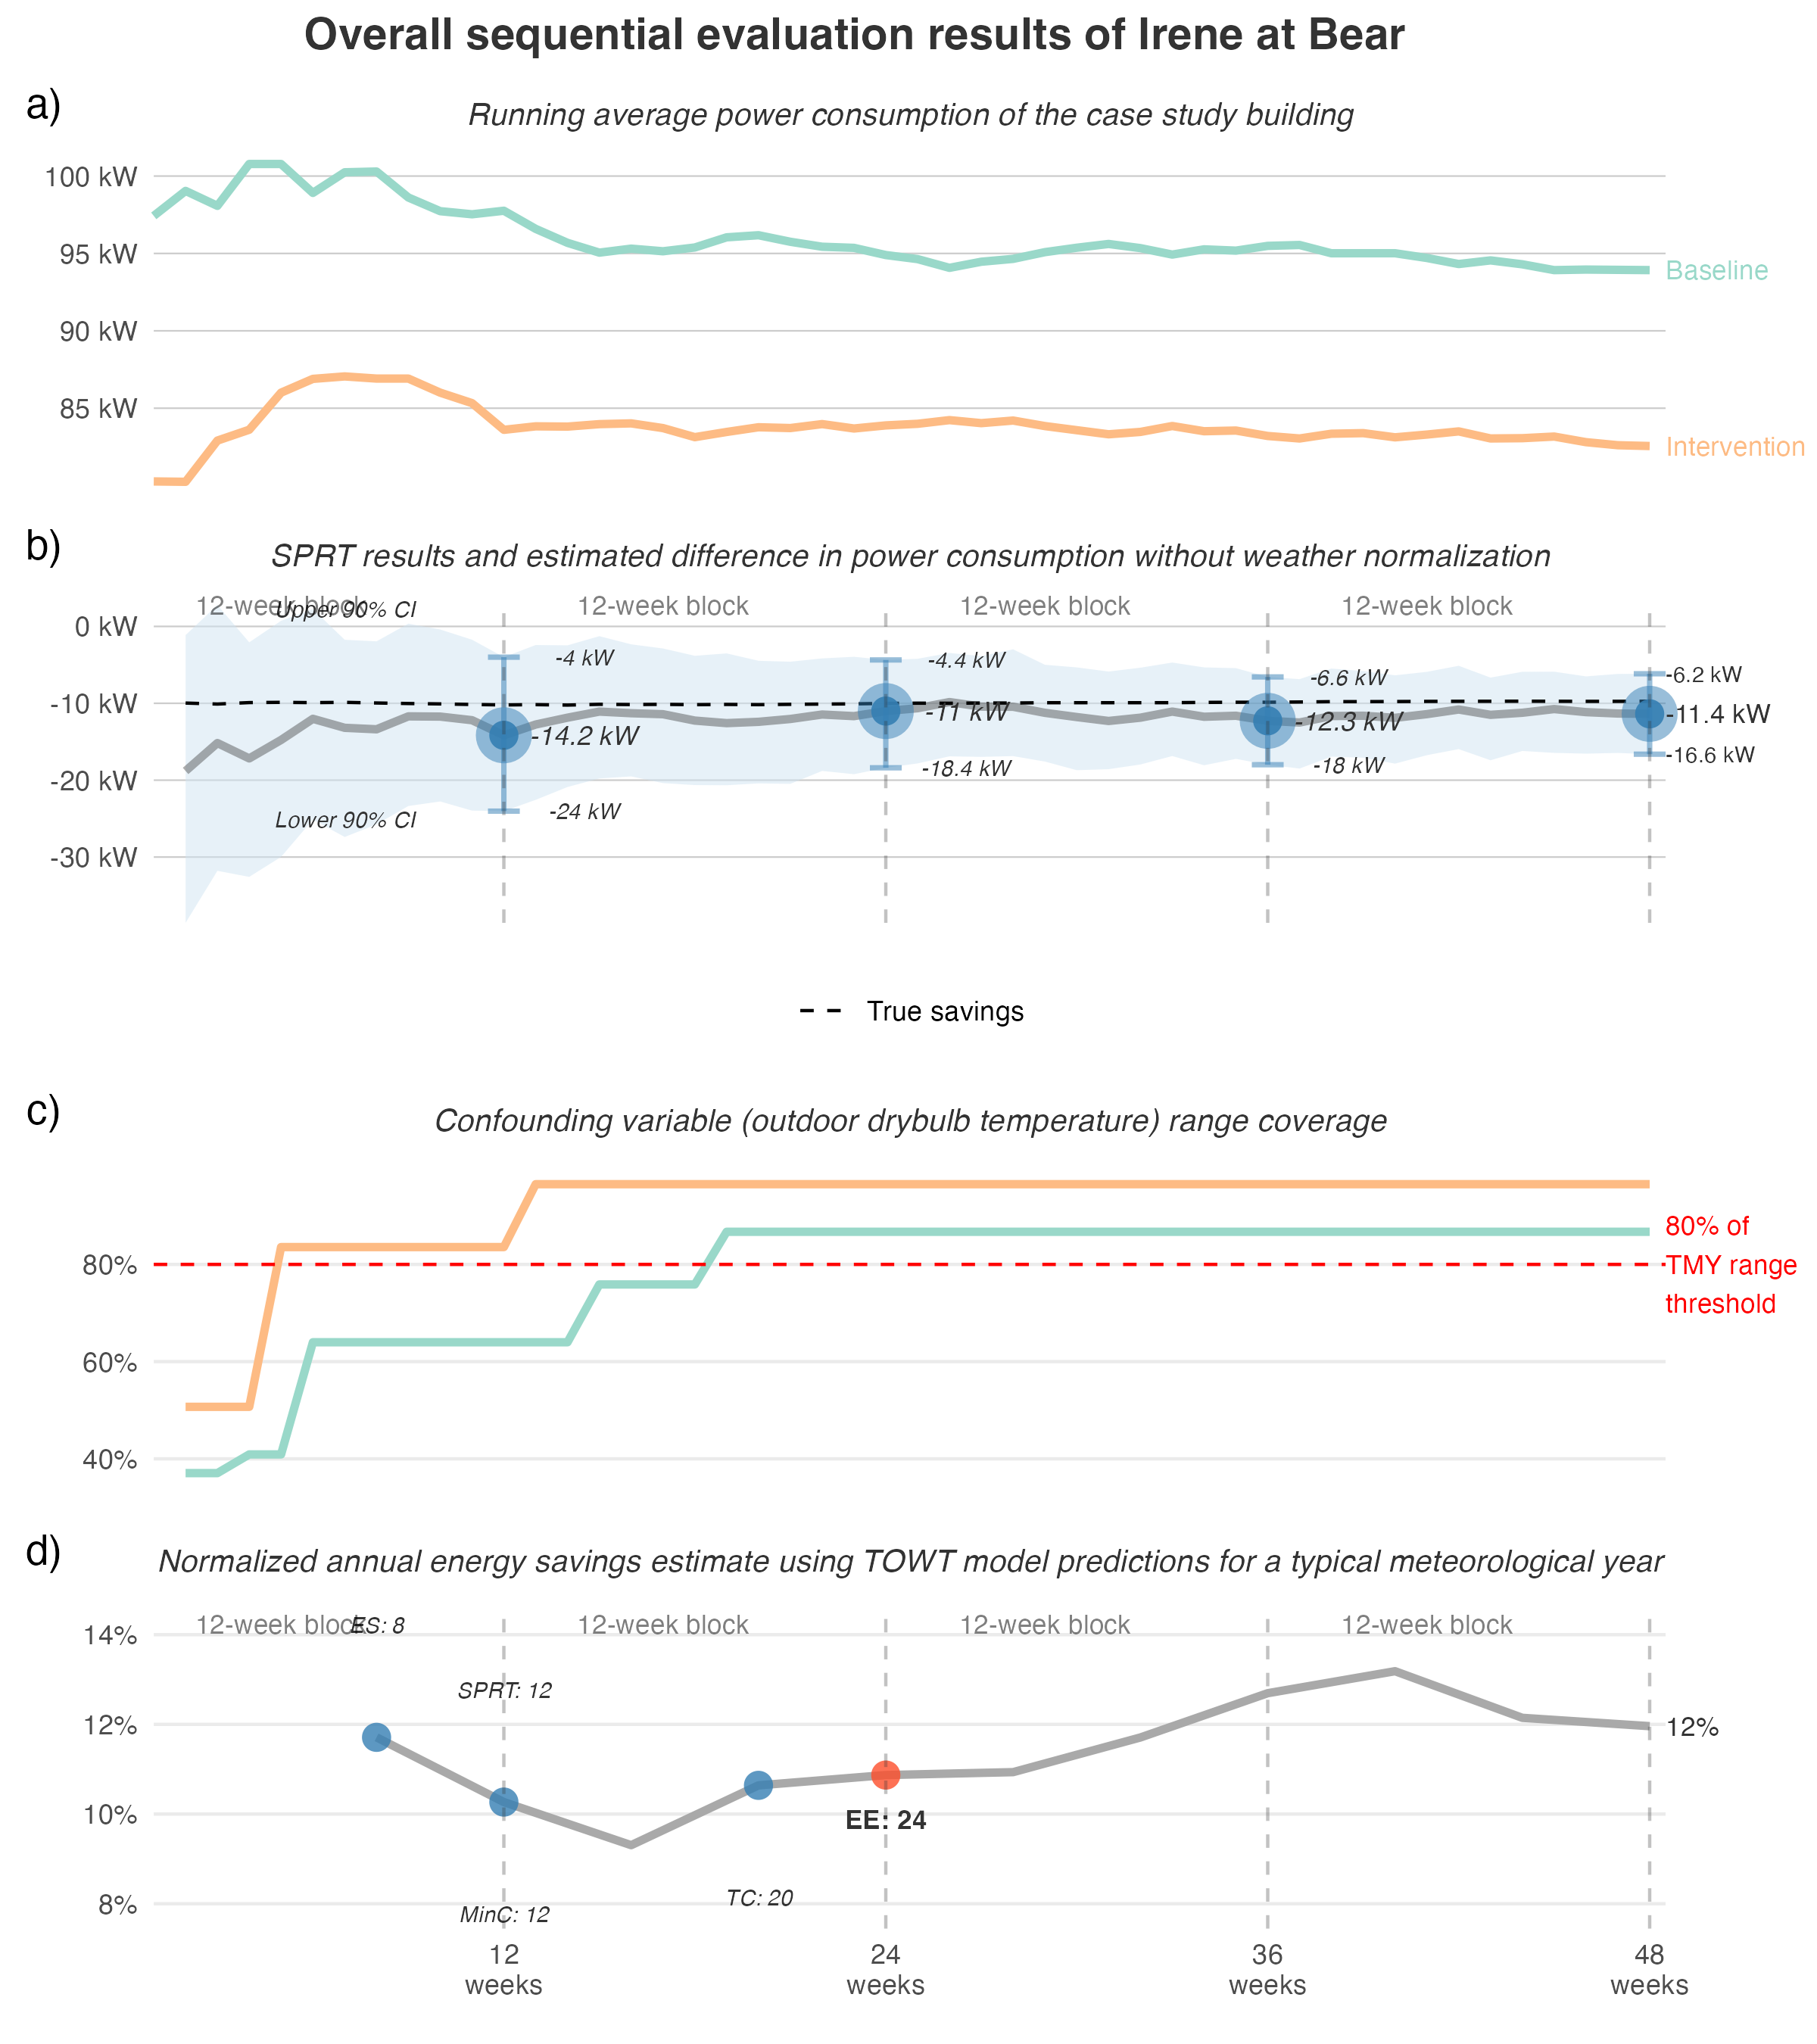 Overall sequential evaluation results of Irene at Bear
a)
Running average power consumption of the case study building
100 kW
95 kW
90 kW
85 kW
Baseline
Intervention
b)
SPRT results and estimated difference in power consumption without weather normalization
12-week block
Upper 90% CI
12-week block
12-week block
12-week block
0 kW
-10 kW
-20 kW
-30 kW
-4 kW
-4.4 kW
-6.6 kW
-6.2 kW
-14.2 kW
-11 kW
-12.3 kW
-11.4 kW
-24 kW
-18.4 kW
-18 kW
-16.6 kW
Lower 90% CI
True savings
c)
Confounding variable (outdoor drybulb temperature) range coverage
80%
60%
40%
80% of
TMY range
threshold
d)
Normalized annual energy savings estimate using TOWT model predictions for a typical meteorological year
12-week block
ES: 8
12-week block
12-week block
12-week block
14%
12%
10%
8%
SPRT: 12
12%
EE: 24
TC: 20
MinC: 12
12
weeks
24
weeks
36
weeks
48
weeks